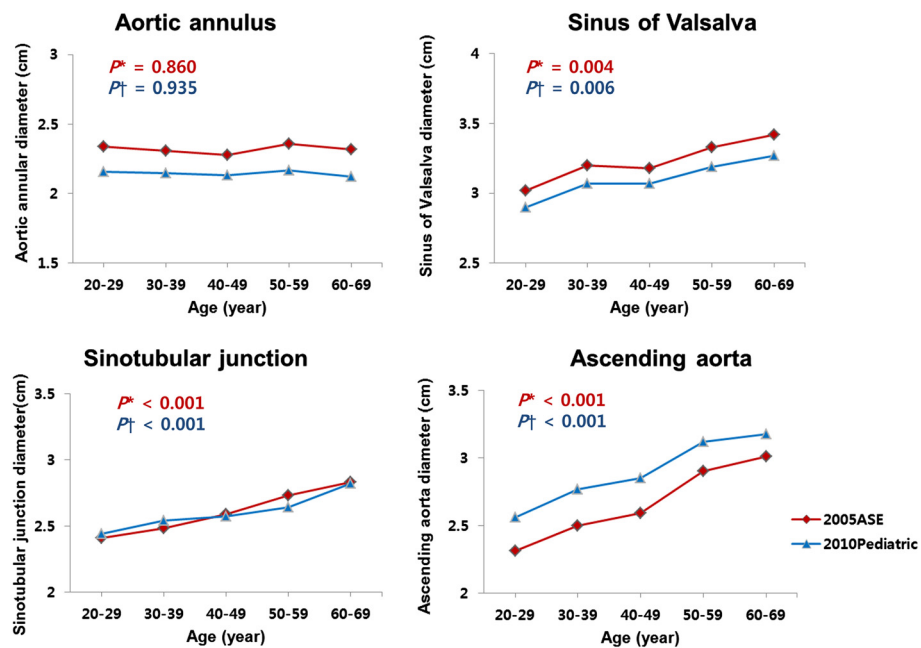 Aortic annulus
P* = 0.860
P† = 0.935
Aortic annular diameter (cm)
3
2.5
2
1.5
20-29 30-39 40-49 50-59 60-69
Age (year)
Sinus of Valsalva
P* = 0.004
P† = 0.006
Sinus of Valsalva diameter (cm)
4
3.5
3
2.5
20-29 30-39 40-49 50-59 60-69
Age (year)
Sinotubular junction
P* < 0.001
P† < 0.001
Sinotubular junction diameter(cm)
3.5
3
2.5
2
20-29 30-39 40-49 50-59 60-69
Age (year)
Ascending aorta
P* < 0.001
P† < 0.001
Ascending aorta diameter (cm)
3.5
3
2.5
2
20-29 30-39 40-49 50-59 60-69
Age (year)
2005ASE
2010Pediatric